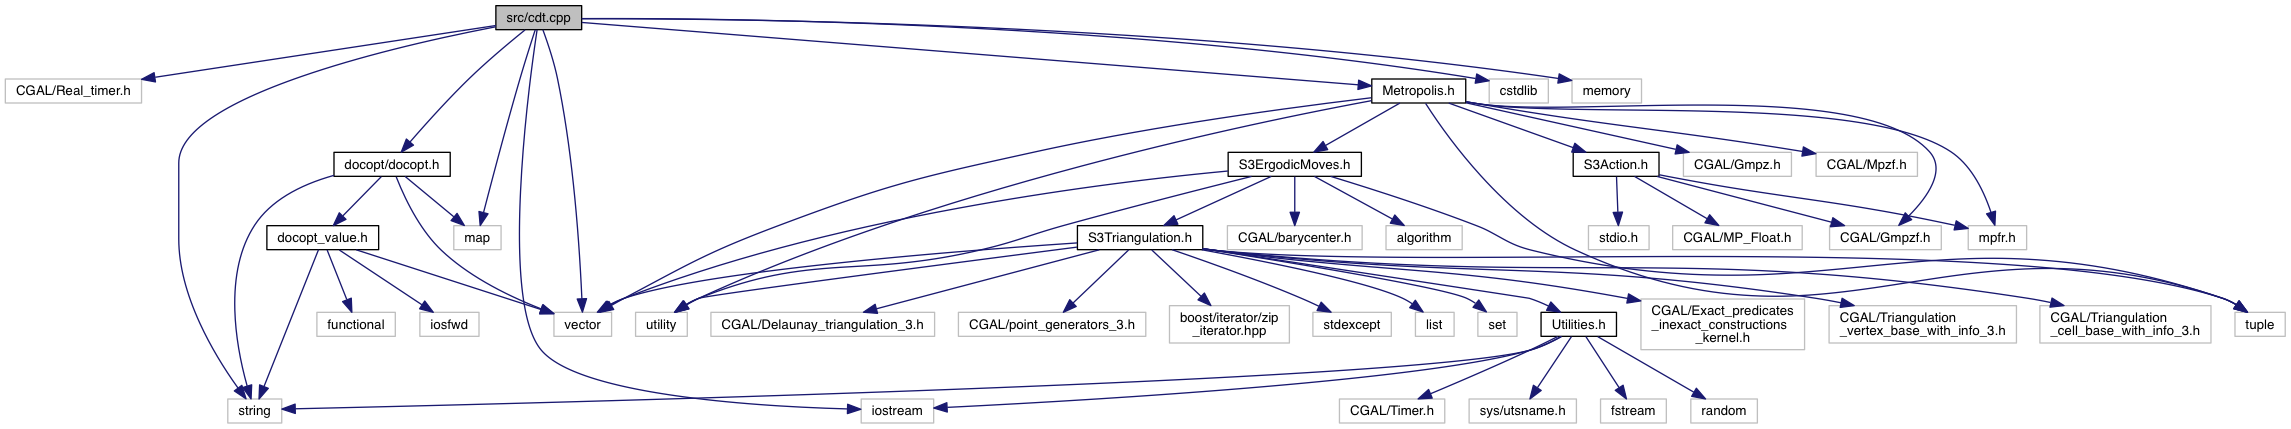 src/cdt.cpp
CGAL/Real_timer.h
Metropolis.h
cstdlib
memory
docopt/docopt.h
S3ErgodicMoves.h
S3Action.h
CGAL/Gmpz.h
CGAL/Mpzf.h
docopt_value.h
map
S3Triangulation.h
CGAL/barycenter.h
algorithm
stdio.h
CGAL/MP_Float.h
CGAL/Gmpzf.h
mpfr.h
functional
iosfwd
vector
utility
CGAL/Delaunay_triangulation_3.h
CGAL/point_generators_3.h
boost/iterator/zip
_iterator.hpp
stdexcept
list
set
Utilities.h
CGAL/Exact_predicates
_inexact_constructions
_kernel.h
CGAL/Triangulation
_vertex_base_with_info_3.h
CGAL/Triangulation
_cell_base_with_info_3.h
tuple
string
iostream
CGAL/Timer.h
sys/utsname.h
fstream
random